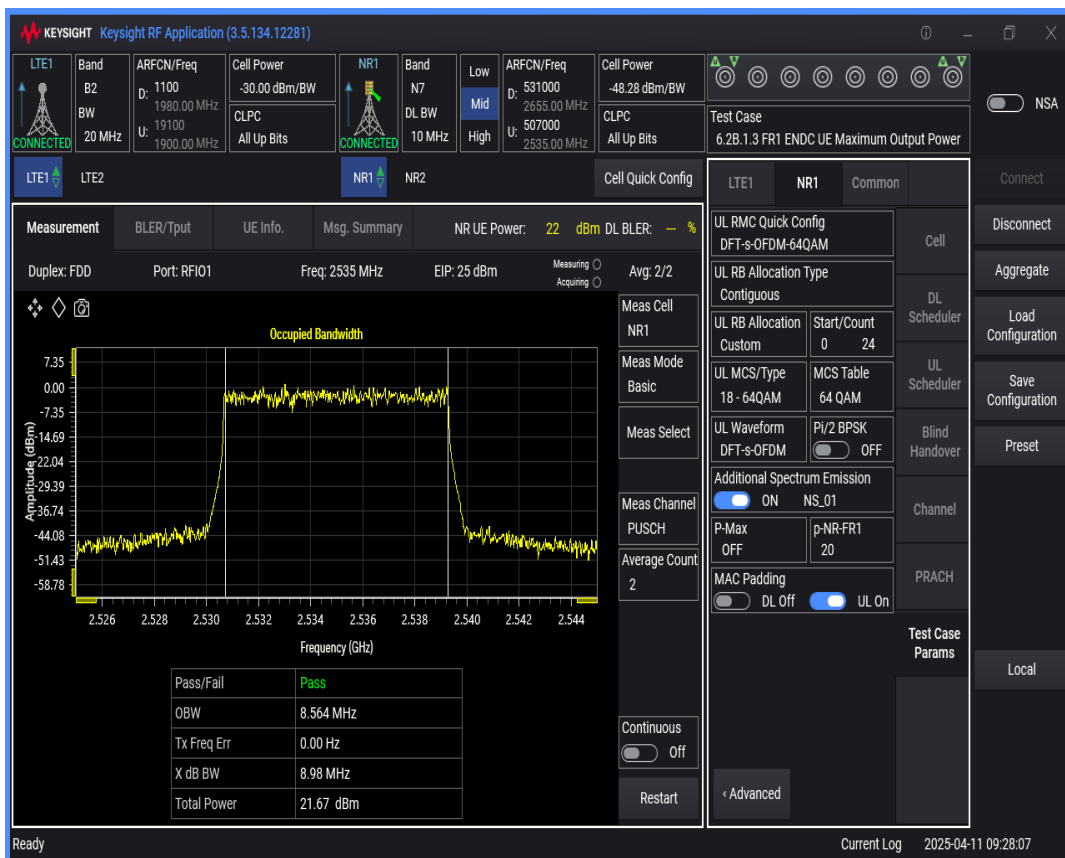 KEYSIGHT Keysight RF Application (3.5.134.12281)
LTE1 Band ARFCN/Freq Cell Power NR1 Band Low ARFCN/Freq Cell Power
B2 D: 1100 -30.00 dBm/BW N7 D: 531000 -48.28 dBm/BW
1980.00 MHz Mid 2655.00 MHz
BW CLPC DL BW CLPC
CONNECTED 20 MHz U: 19100 All Up Bits CONNECTED 10 MHz High U: 507000 All Up Bits
1900.00 MHz 2535.00 MHz
NSA
Test Case
6.2B.1.3 FR1 ENDC UE Maximum Output Power
LTE1 LTE2 NR1 NR2 Cell Quick Config
LTE1 NR1 Common
Connect
Disconnect
Aggregate
Load
Configuration
Save
Configuration
Preset
Local
Measurement BLER/Tput UE Info. Msg. Summary NR UE Power: 22 dBm DL BLER: — %
Duplex: FDD Port: RFIO1 Freq: 2535 MHz EIP: 25 dBm Measuring Avg: 2/2
Acquiring
Occupied Bandwidth
7.35
0.00
-7.35
-14.69
-22.04
-29.39
-36.74
-44.08
-51.43
-58.78
Amplitude (dBm)
2.526 2.528 2.530 2.532 2.534 2.536 2.538 2.540 2.542 2.544
Frequency (GHz)
Pass/Fail Pass
OBW 8.564 MHz
Tx Freq Err 0.00 Hz
X dB BW 8.98 MHz
Total Power 21.67 dBm
Meas Cell
NR1
Meas Mode
Basic
Meas Select
Meas Channel
PUSCH
Average Count
2
Continuous
Off
Restart
UL RMC Quick Config
DFT-s-OFDM-64QAM
UL RB Allocation Type
Contiguous
UL RB Allocation Start/Count
Custom 0 24
UL MCS/Type MCS Table
18 - 64QAM 64 QAM
UL Waveform Pi/2 BPSK
DFT-s-OFDM OFF
Additional Spectrum Emission
ON NS_01
P-Max p-NR-FR1
OFF 20
MAC Padding
DL Off UL On
‹ Advanced
Cell
DL
Scheduler
UL
Scheduler
Blind
Handover
Channel
PRACH
Test Case
Params
Ready Current Log 2025-04-11 09:28:07